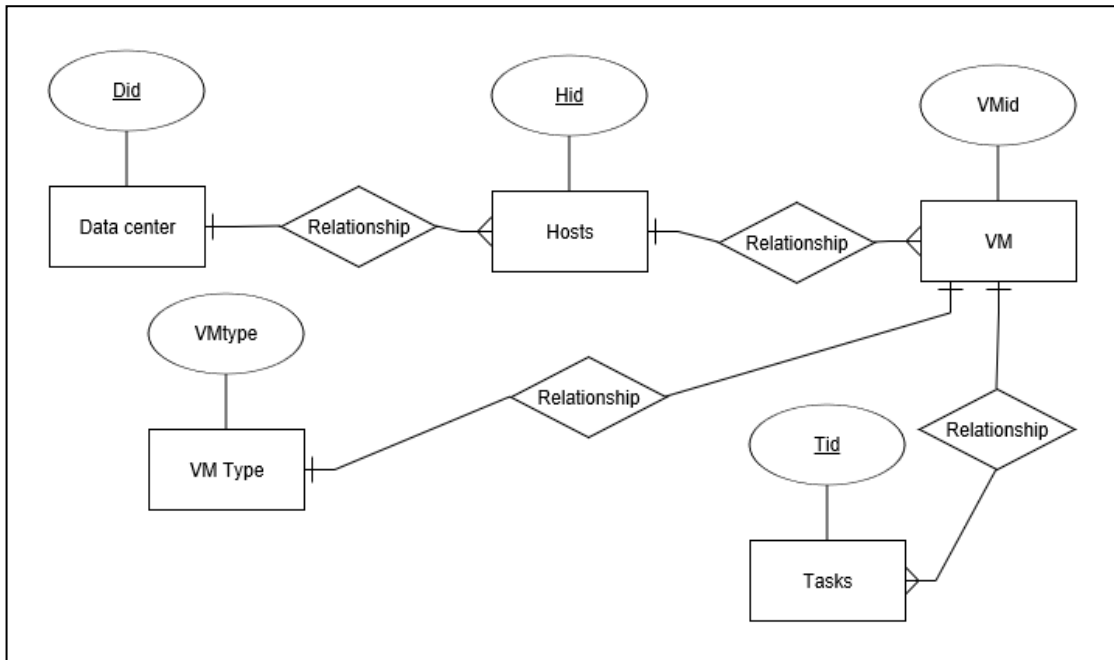 Did
Hid
VMid
Data center
Relationship
Hosts
Relationship
VM
VMtype
Relationship
VM Type
Tid
Relationship
Tasks